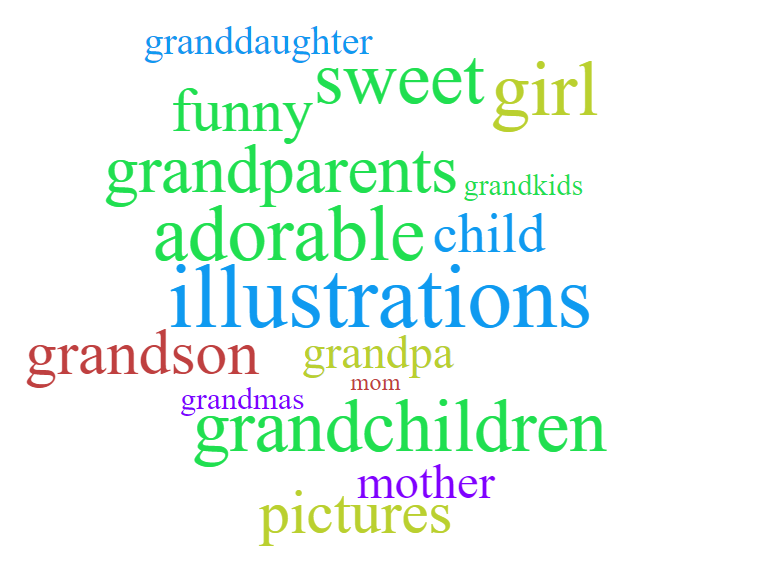 granddaughter
sweet girl
funny
grandparents grandkids
adorable child
illustrations
grandson grandpa
mom
grandmas
grandchildren
mother
pictures